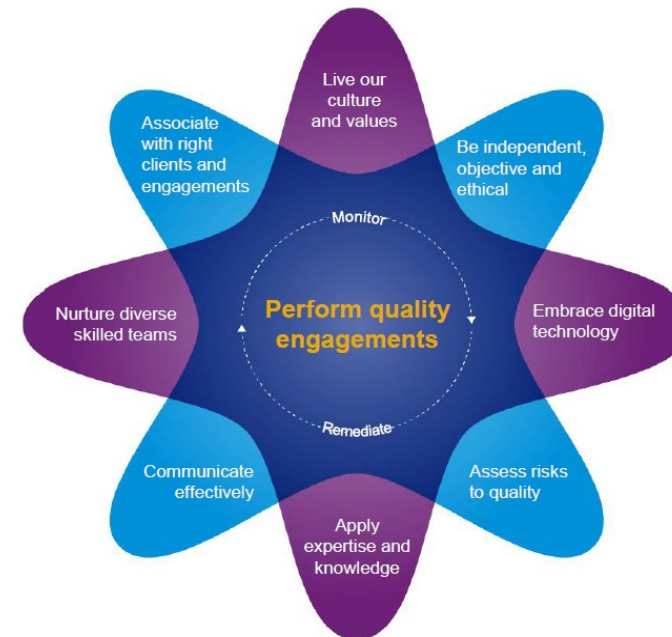 Live our
culture
and values
Be independent,
objective and
ethical
Embrace digital
technology
Assess risks
to quality
Apply
expertise and
knowledge
Communicate
effectively
Nurture diverse
skilled teams
Associate
with right
clients and
engagements
Monitor
Perform quality
engagements
Remediate